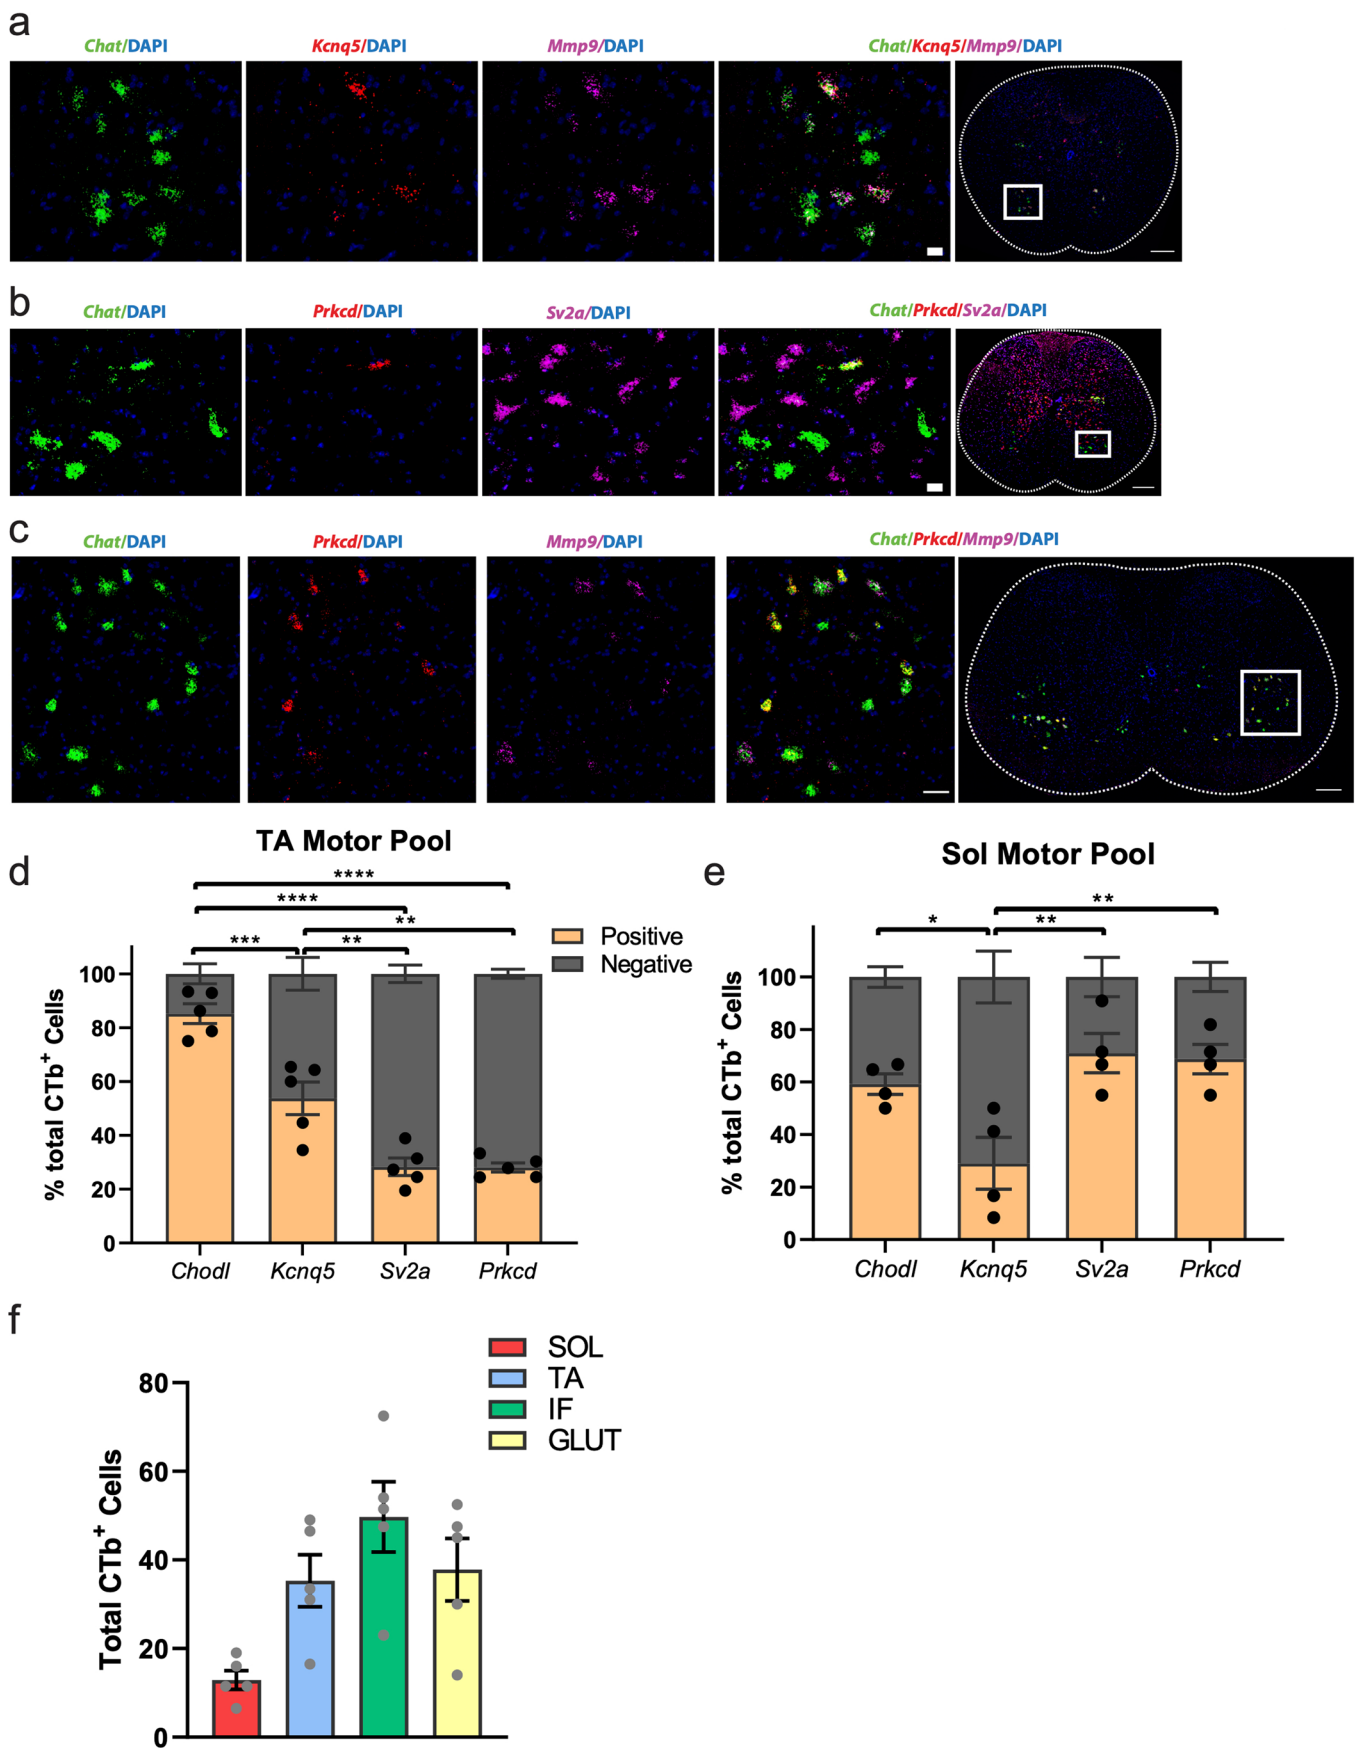 a
Chat/DAPI Kcnq5/DAPI Mmp9/DAPI Chat/Kcnq5/Mmp9/DAPI
b
Chat/DAPI Prkcd/DAPI Sv2a/DAPI Chat/Prkcd/Sv2a/DAPI
c
Chat/DAPI Prkcd/DAPI Mmp9/DAPI Chat/Prkcd/Mmp9/DAPI
d
TA Motor Pool
****
****
**
*** **
Positive
Negative
% total CTb+ Cells
100
80
60
40
20
0
Chodl Kcnq5 Sv2a Prkcd
e
Sol Motor Pool
**
* **
% total CTb+ Cells
100
80
60
40
20
0
Chodl Kcnq5 Sv2a Prkcd
f
SOL
TA
IF
GLUT
Total CTb+ Cells
80
60
40
20
0